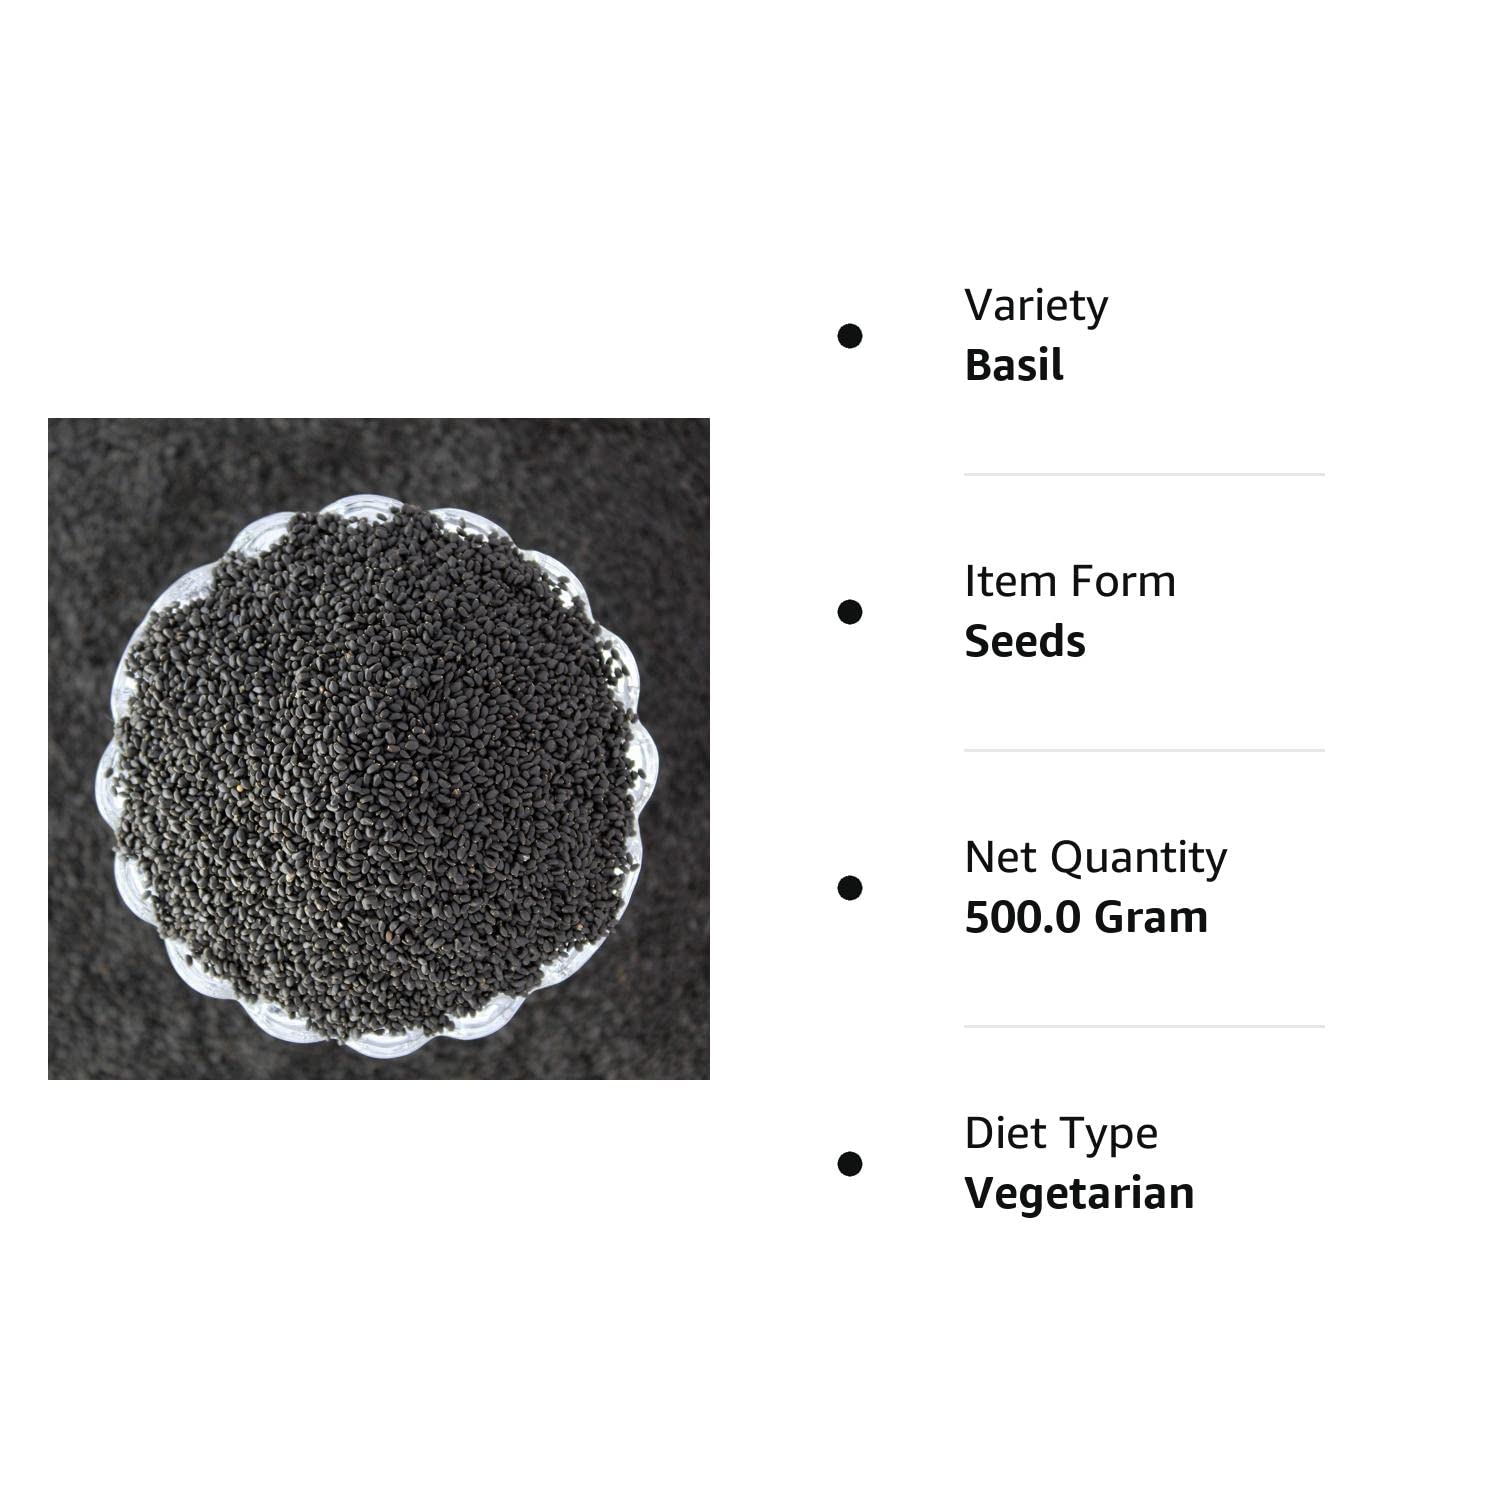 Variety
Basil
Item Form
Seeds
Net Quantity
500.0 Gram
Diet Type
Vegetarian